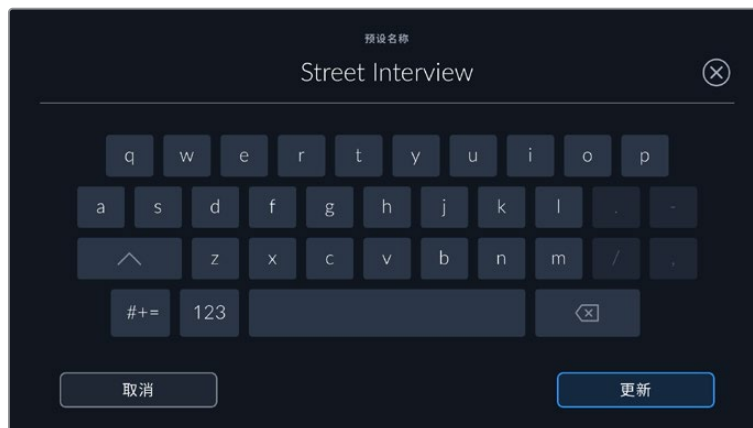 预设名称
Street Interview
q w e r t y u i o p
a s d f g h j k l . -
z x c v b n m / ,
#+= 123
取消 更新